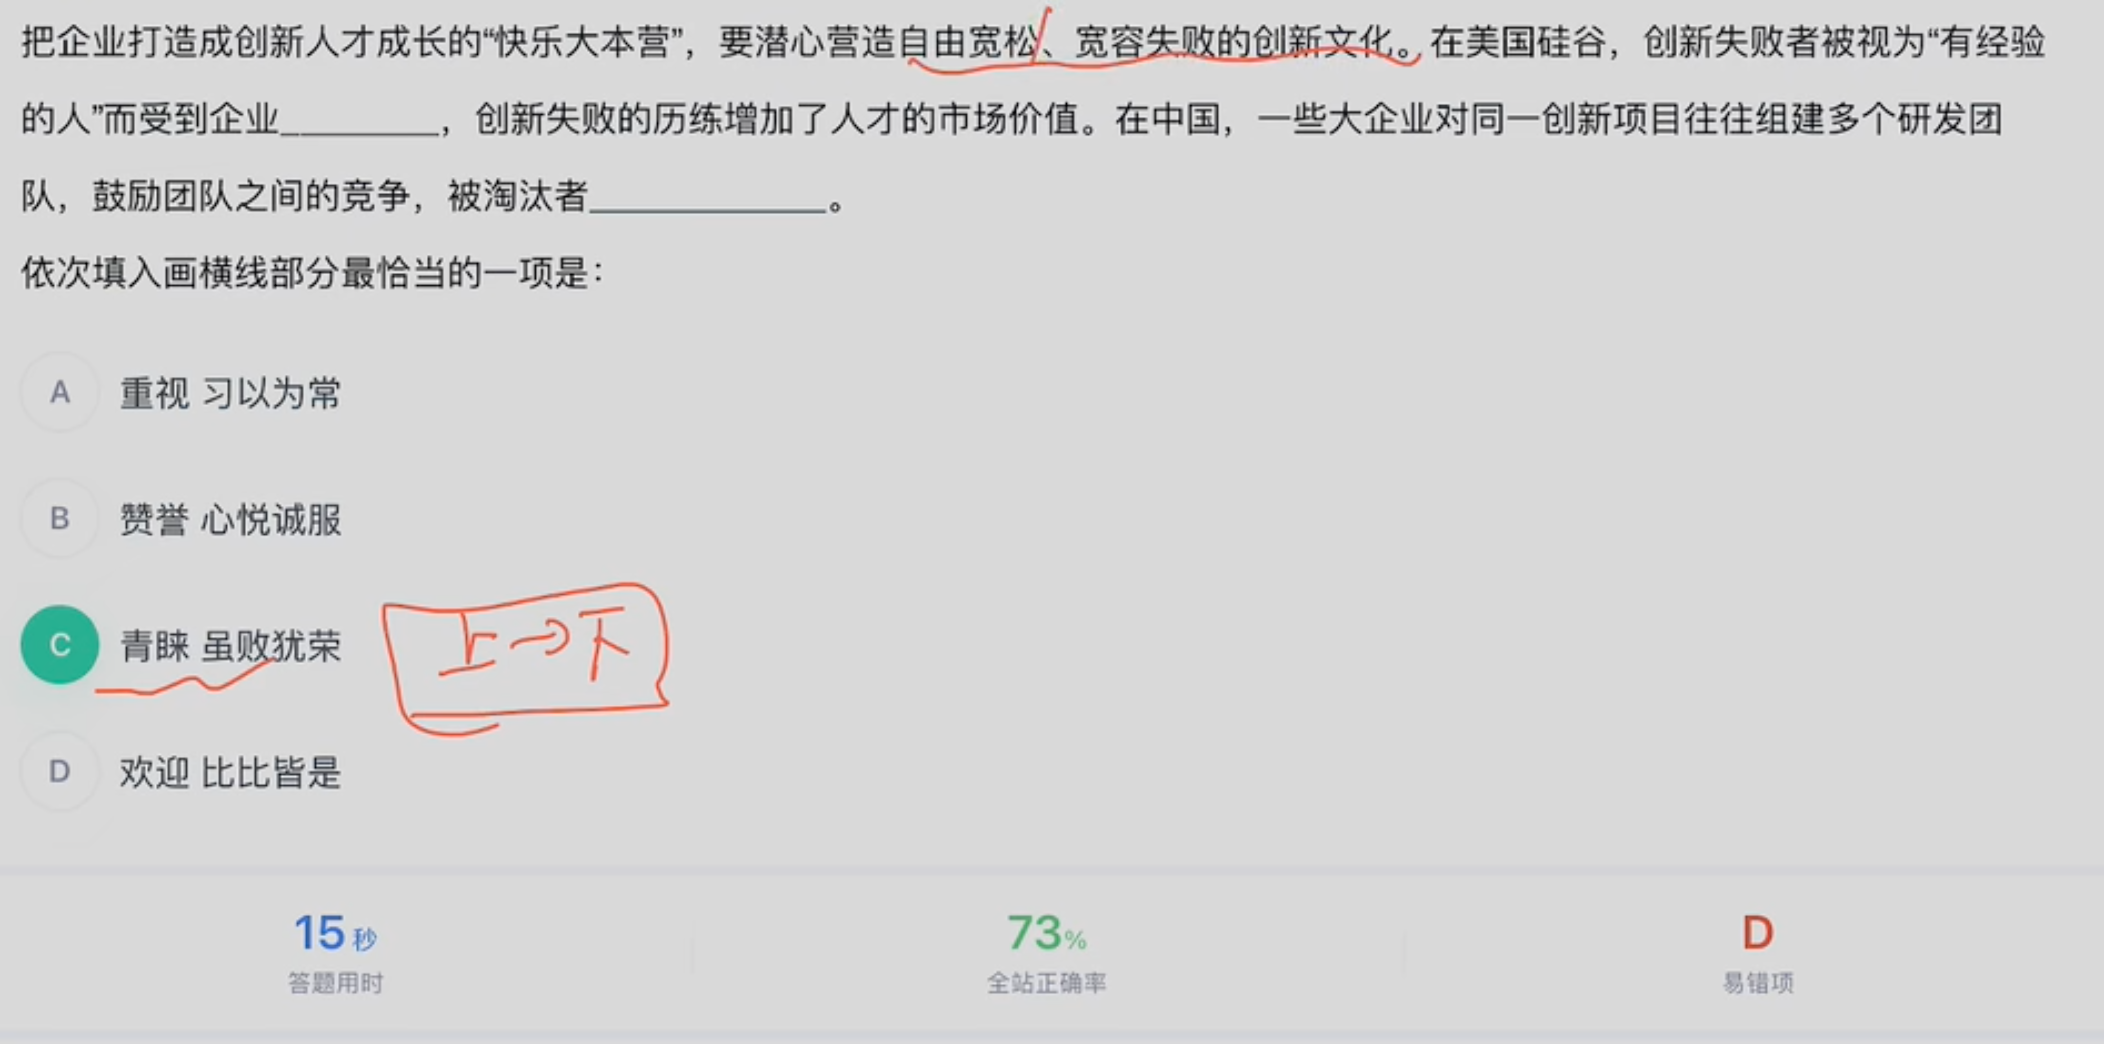 把企业打造成创新人才成长的“快乐大本营”，要潜心营造自由宽松、宽容失败的创新文化。在美国硅谷，创新失败者被视为“有经验
的人”而受到企业________，创新失败的历练增加了人才的市场价值。在中国，一些大企业对同一创新项目往往组建多个研发团
队，鼓励团队之间的竞争，被淘汰者____________。
依次填入画横线部分最恰当的一项是：
A 重视 习以为常
B 赞誉 心悦诚服
C 青睐 虽败犹荣
上→下
D 欢迎 比比皆是
15秒 73% D
答题用时 全站正确率 易错项